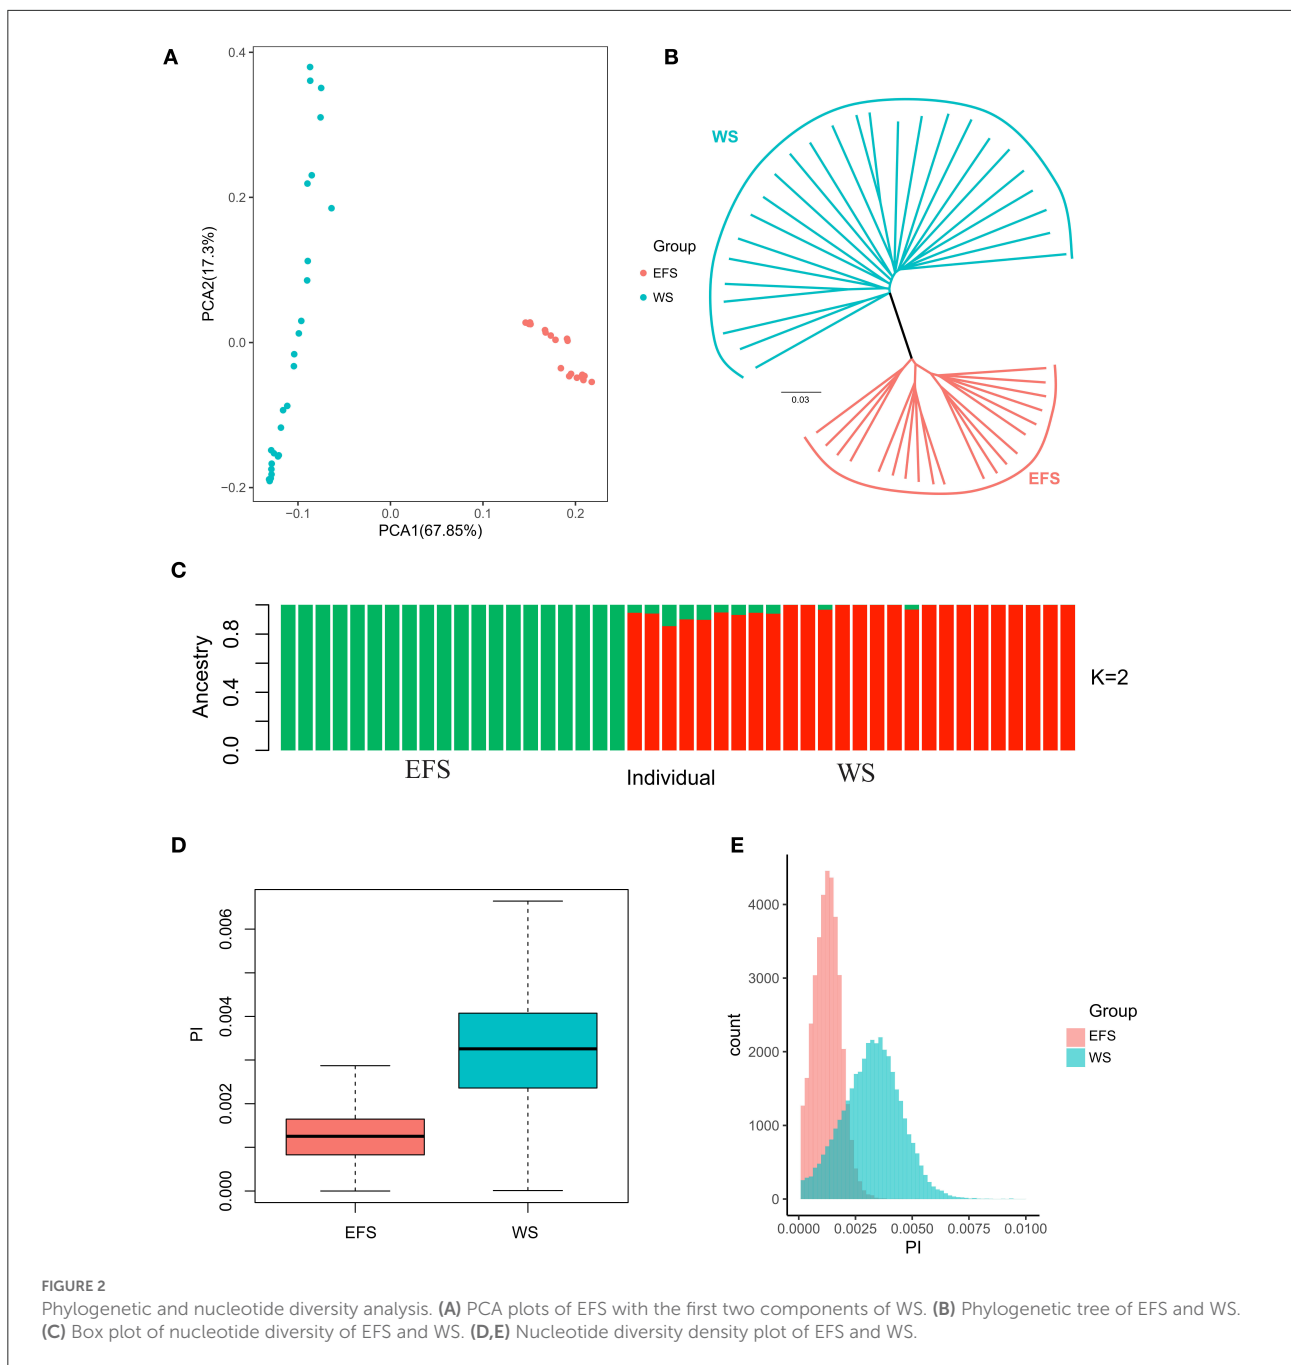 A
0.4
0.2
0.0
−0.2
PCA2(17.3%)
−0.1
0.0
0.1
0.2
PCA1(67.85%)
Group
EFS
WS
B
WS
0.03
EFS
C
Ancestry
0.0
0.4
0.8
K=2
EFS
Individual
WS
D
PI
0.000
0.002
0.004
0.006
EFS
WS
E
count
4000
3000
2000
1000
0
0.0000
0.0025
0.0050
0.0075
0.0100
PI
Group
EFS
WS
FIGURE 2
Phylogenetic and nucleotide diversity analysis. (A) PCA plots of EFS with the first two components of WS. (B) Phylogenetic tree of EFS and WS.
(C) Box plot of nucleotide diversity of EFS and WS. (D,E) Nucleotide diversity density plot of EFS and WS.